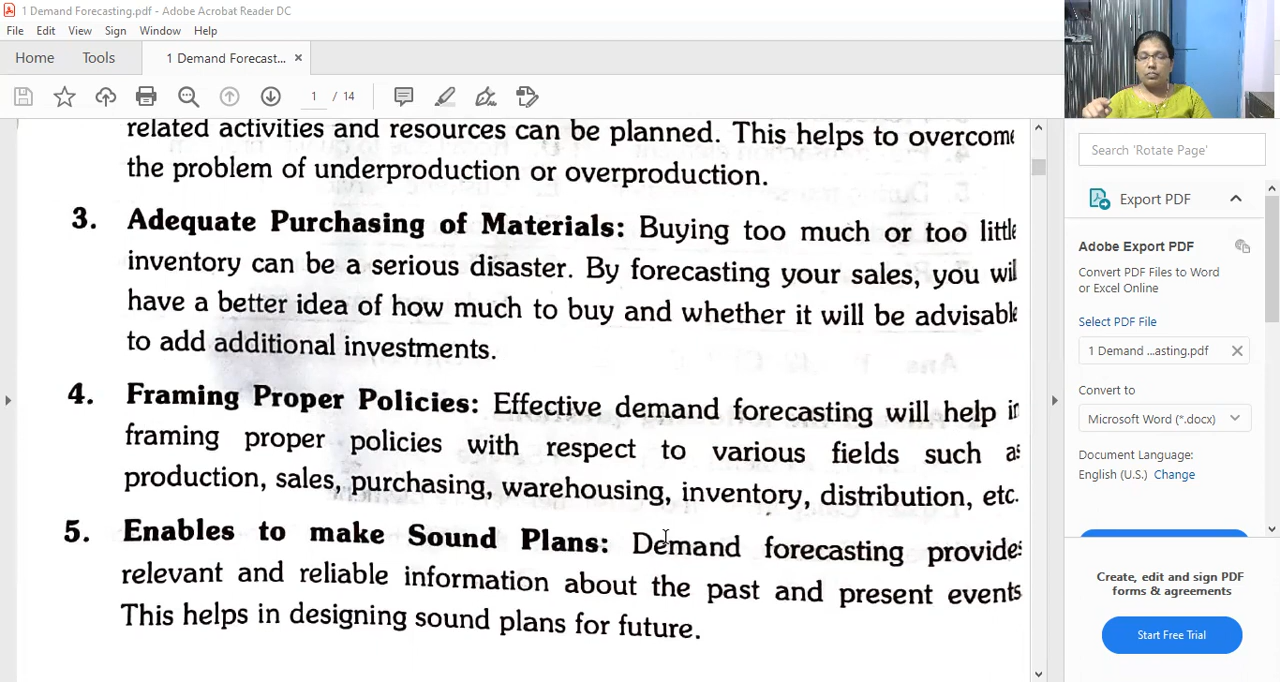 1 Demand Forecasting.pdf - Adobe Acrobat Reader DC
File Edit View Sign Window Help
Home Tools 1 Demand Forecast... ×
1 / 14
Search 'Rotate Page'
Export PDF
Adobe Export PDF
Convert PDF Files to Word
or Excel Online
Select PDF File
1 Demand ...asting.pdf
Convert to
Microsoft Word (*.docx)
Document Language:
English (U.S.) Change
Create, edit and sign PDF
forms & agreements
Start Free Trial
related activities and resources can be planned. This helps to overcome
the problem of underproduction or overproduction.
3. Adequate Purchasing of Materials: Buying too much or too little
inventory can be a serious disaster. By forecasting your sales, you wil
have a better idea of how much to buy and whether it will be advisabl
to add additional investments.
4. Framing Proper Policies: Effective demand forecasting will help in
framing proper policies with respect to various fields such as
production, sales, purchasing, warehousing, inventory, distribution, etc.
5. Enables to make Sound Plans: Demand forecasting provides
relevant and reliable information about the past and present events
This helps in designing sound plans for future.